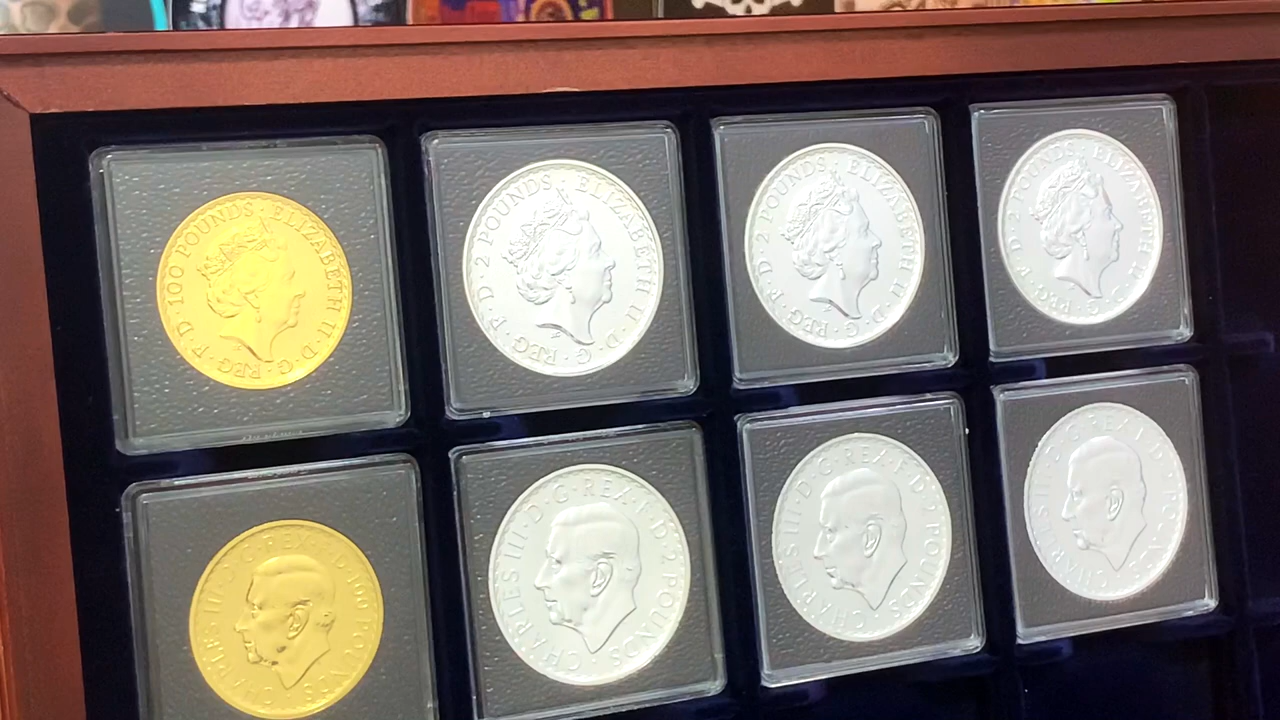 ELIZABETH II · D · G · REG · F · D · 100 POUNDS
ELIZABETH II · D · G · REG · F · D · 2 POUNDS
ELIZABETH II · D · G · REG · F · D · 2 POUNDS
ELIZABETH II · D · G · REG · F · D · 2 POUNDS
CHARLES III · D · G · REX · F · D · 100 POUNDS
CHARLES III · D · G · REX · F · D · 2 POUNDS
CHARLES III · D · G · REX · F · D · 2 POUNDS
CHARLES III · D · G · REX · F · D · 2 POUNDS